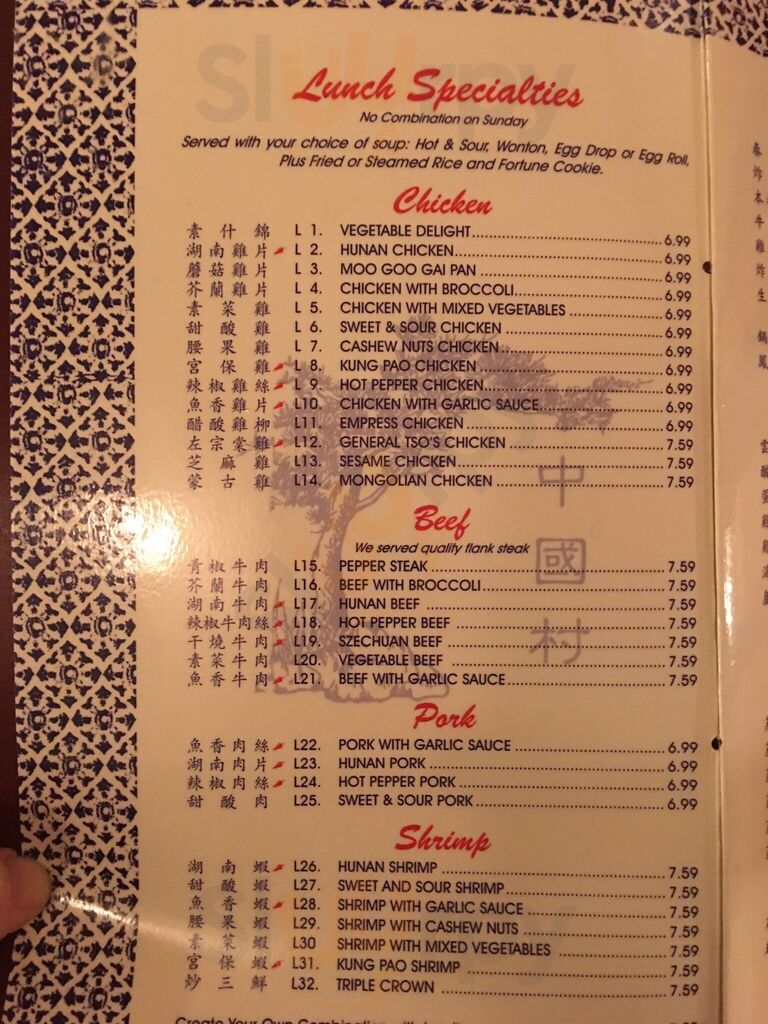 Slurrpy
Lunch Specialties
No Combination on Sunday
Served with your choice of soup: Hot & Sour, Wonton, Egg Drop or Egg Roll,
Plus Fried or Steamed Rice and Fortune Cookie.
Chicken
素什錦 L 1. VEGETABLE DELIGHT 6.99
湖南雞片 L 2. HUNAN CHICKEN 6.99
蘑菇雞片 L 3. MOO GOO GAI PAN 6.99
芥蘭雞片 L 4. CHICKEN WITH BROCCOLI 6.99
素菜雞 L 5. CHICKEN WITH MIXED VEGETABLES 6.99
甜酸雞 L 6. SWEET & SOUR CHICKEN 6.99
腰果雞 L 7. CASHEW NUTS CHICKEN 6.99
宮保雞 L 8. KUNG PAO CHICKEN 6.99
辣椒雞絲 L 9. HOT PEPPER CHICKEN 6.99
魚香雞片 L10. CHICKEN WITH GARLIC SAUCE 6.99
醋酸雞柳 L11. EMPRESS CHICKEN 6.99
左宗棠雞 L12. GENERAL TSO'S CHICKEN 7.59
芝麻雞 L13. SESAME CHICKEN 7.59
蒙古雞 L14. MONGOLIAN CHICKEN 7.59
中國村
Beef
We served quality flank steak
青椒牛肉 L15. PEPPER STEAK 7.59
芥蘭牛肉 L16. BEEF WITH BROCCOLI 7.59
湖南牛肉 L17. HUNAN BEEF 7.59
辣椒牛肉絲 L18. HOT PEPPER BEEF 7.59
干燒牛肉 L19. SZECHUAN BEEF 7.59
素菜牛肉 L20. VEGETABLE BEEF 7.59
魚香牛肉 L21. BEEF WITH GARLIC SAUCE 7.59
Pork
魚香肉絲 L22. PORK WITH GARLIC SAUCE 6.99
湖南肉片 L23. HUNAN PORK 6.99
辣椒肉絲 L24. HOT PEPPER PORK 6.99
甜酸肉 L25. SWEET & SOUR PORK 6.99
Shrimp
湖南蝦 L26. HUNAN SHRIMP 7.59
甜酸蝦 L27. SWEET AND SOUR SHRIMP 7.59
魚香蝦 L28. SHRIMP WITH GARLIC SAUCE 7.59
腰果蝦 L29. SHRIMP WITH CASHEW NUTS 7.59
素菜蝦 L30 SHRIMP WITH MIXED VEGETABLES 7.59
宮保蝦 L31. KUNG PAO SHRIMP 7.59
炒三鮮 L32. TRIPLE CROWN 7.59
Create Your Own Combination